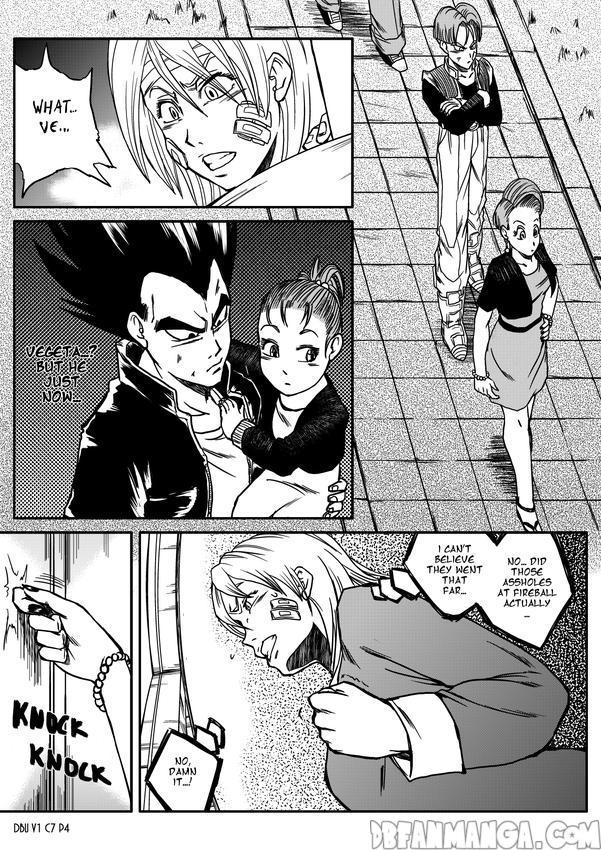 WHAT...
VE...
VEGETA...?
BUT HE
JUST
NOW...
KNOCK
KNOCK
NO... DID
THOSE
ASSHOLES
AT FIREBALL
ACTUALLY
...
I CAN'T
BELIEVE
THEY WENT
THAT
FAR...
NO,
DAMN
IT...!
DBU V1 C7 P4
DBFANMANGA.COM